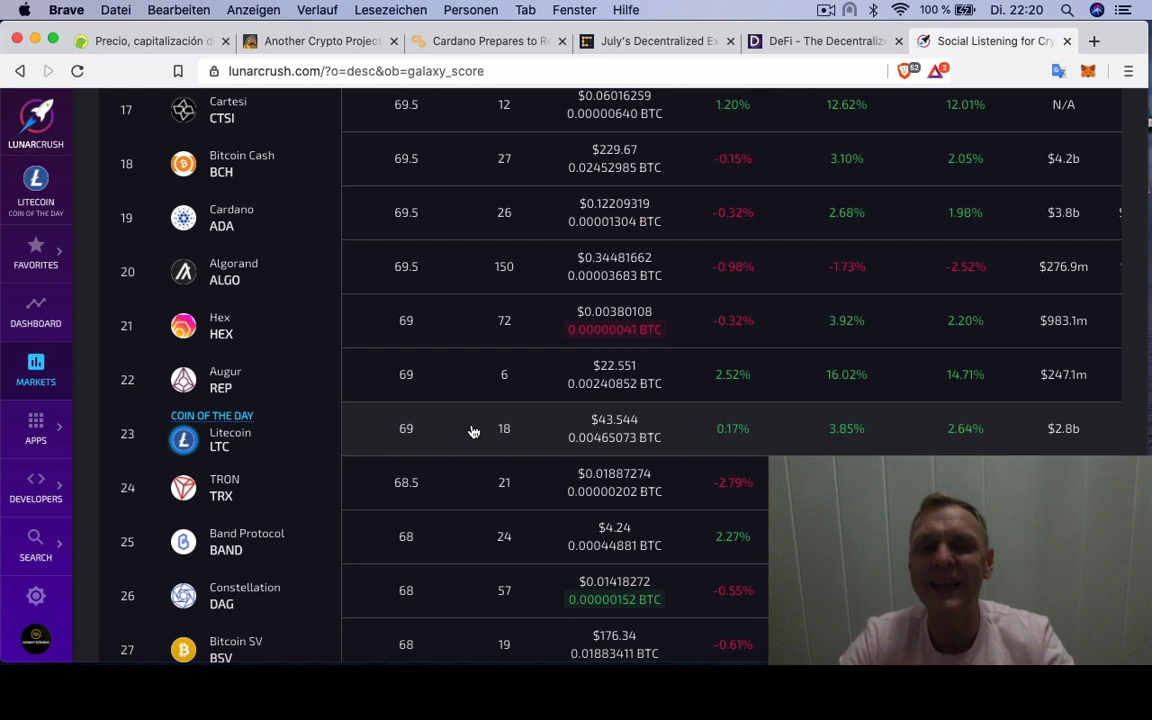 Brave Datei Bearbeiten Anzeigen Verlauf Lesezeichen Personen Tab Fenster Hilfe 100 % Di. 22:20
Precio, capitalización d
Another Crypto Project
Cardano Prepares to Re
July's Decentralized Ex
DeFi - The Decentralize
Social Listening for Cry
lunarcrush.com/?o=desc&ob=galaxy_score 52 2
LUNARCRUSH
LITECOIN
COIN OF THE DAY
FAVORITES
DASHBOARD
MARKETS
APPS
DEVELOPERS
SEARCH
17 Cartesi CTSI 69.5 12 $0.06016259 1.20% 12.62% 12.01% N/A
0.00000640 BTC
18 Bitcoin Cash BCH 69.5 27 $229.67 -0.15% 3.10% 2.05% $4.2b
0.02452985 BTC
19 Cardano ADA 69.5 26 $0.12209319 -0.32% 2.68% 1.98% $3.8b
0.00001304 BTC
20 Algorand ALGO 69.5 150 $0.34481662 -0.98% -1.73% -2.52% $276.9m
0.00003683 BTC
21 Hex HEX 69 72 $0.00380108 -0.32% 3.92% 2.20% $983.1m
0.00000041 BTC
22 Augur REP 69 6 $22.551 2.52% 16.02% 14.71% $247.1m
0.00240852 BTC
COIN OF THE DAY
23 Litecoin LTC 69 18 $43.544 0.17% 3.85% 2.64% $2.8b
0.00465073 BTC
24 TRON TRX 68.5 21 $0.01887274 -2.79%
0.00000202 BTC
25 Band Protocol BAND 68 24 $4.24 2.27%
0.00044881 BTC
26 Constellation DAG 68 57 $0.01418272 -0.55%
0.00000152 BTC
27 Bitcoin SV BSV 68 19 $176.34 -0.61%
0.01883411 BTC